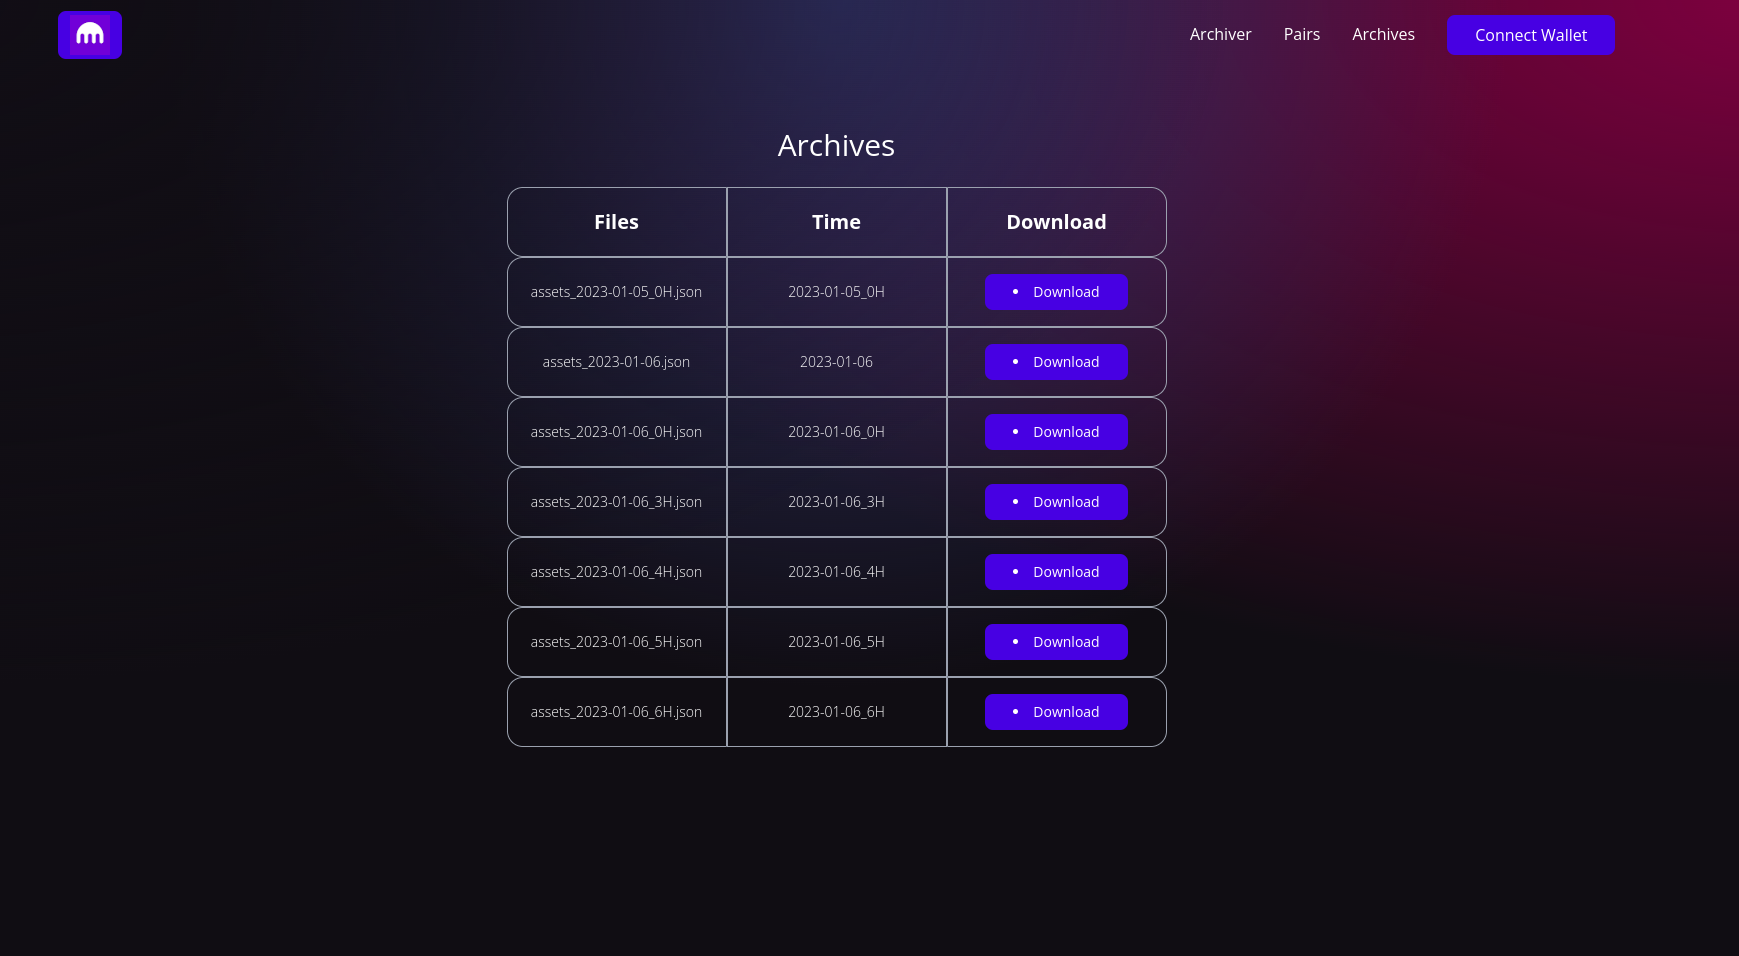 Archiver Pairs Archives Connect Wallet
Archives
Files Time Download
assets_2023-01-05_0H.json 2023-01-05_0H • Download
assets_2023-01-06.json 2023-01-06 • Download
assets_2023-01-06_0H.json 2023-01-06_0H • Download
assets_2023-01-06_3H.json 2023-01-06_3H • Download
assets_2023-01-06_4H.json 2023-01-06_4H • Download
assets_2023-01-06_5H.json 2023-01-06_5H • Download
assets_2023-01-06_6H.json 2023-01-06_6H • Download